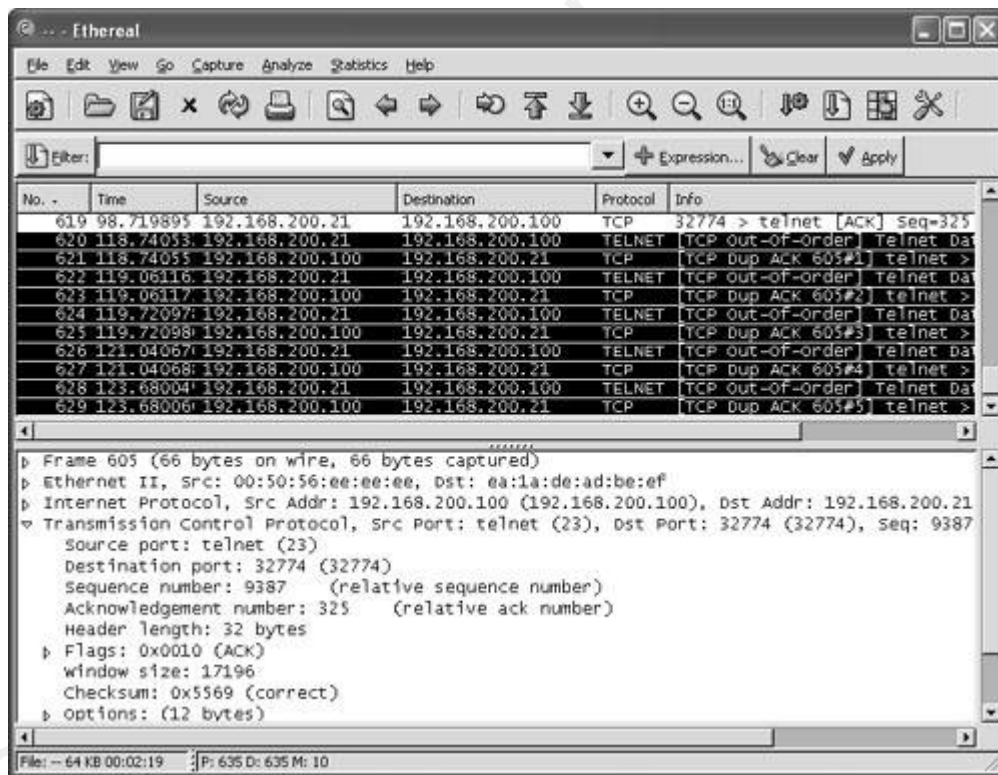 -- - Ethereal
File Edit View Go Capture Analyze Statistics Help
Filter: Expression... Clear Apply
No. - Time Source Destination Protocol Info
619 98.719895 192.168.200.21 192.168.200.100 TCP 32774 > telnet [ACK] Seq=325
620 118.74053 192.168.200.21 192.168.200.100 TELNET [TCP Out-Of-Order] Telnet Dat
621 118.74055 192.168.200.100 192.168.200.21 TCP [TCP Dup ACK 605#1] telnet >
622 119.06116 192.168.200.21 192.168.200.100 TELNET [TCP Out-Of-Order] Telnet Dat
623 119.06117 192.168.200.100 192.168.200.21 TCP [TCP Dup ACK 605#2] telnet >
624 119.72097 192.168.200.21 192.168.200.100 TELNET [TCP Out-Of-Order] Telnet Dat
625 119.72098 192.168.200.100 192.168.200.21 TCP [TCP Dup ACK 605#3] telnet >
626 121.04067 192.168.200.21 192.168.200.100 TELNET [TCP Out-Of-Order] Telnet Dat
627 121.04068 192.168.200.100 192.168.200.21 TCP [TCP Dup ACK 605#4] telnet >
628 123.68004 192.168.200.21 192.168.200.100 TELNET [TCP Out-Of-Order] Telnet Dat
629 123.68006 192.168.200.100 192.168.200.21 TCP [TCP Dup ACK 605#5] telnet >
Frame 605 (66 bytes on wire, 66 bytes captured)
Ethernet II, Src: 00:50:56:ee:ee:ee, Dst: ea:1a:de:ad:be:ef
Internet Protocol, Src Addr: 192.168.200.100 (192.168.200.100), Dst Addr: 192.168.200.21
Transmission Control Protocol, Src Port: telnet (23), Dst Port: 32774 (32774), Seq: 9387
Source port: telnet (23)
Destination port: 32774 (32774)
Sequence number: 9387 (relative sequence number)
Acknowledgement number: 325 (relative ack number)
Header length: 32 bytes
Flags: 0x0010 (ACK)
Window size: 17196
Checksum: 0x5569 (correct)
Options: (12 bytes)
File: -- 64 KB 00:02:19 P: 635 D: 635 M: 10